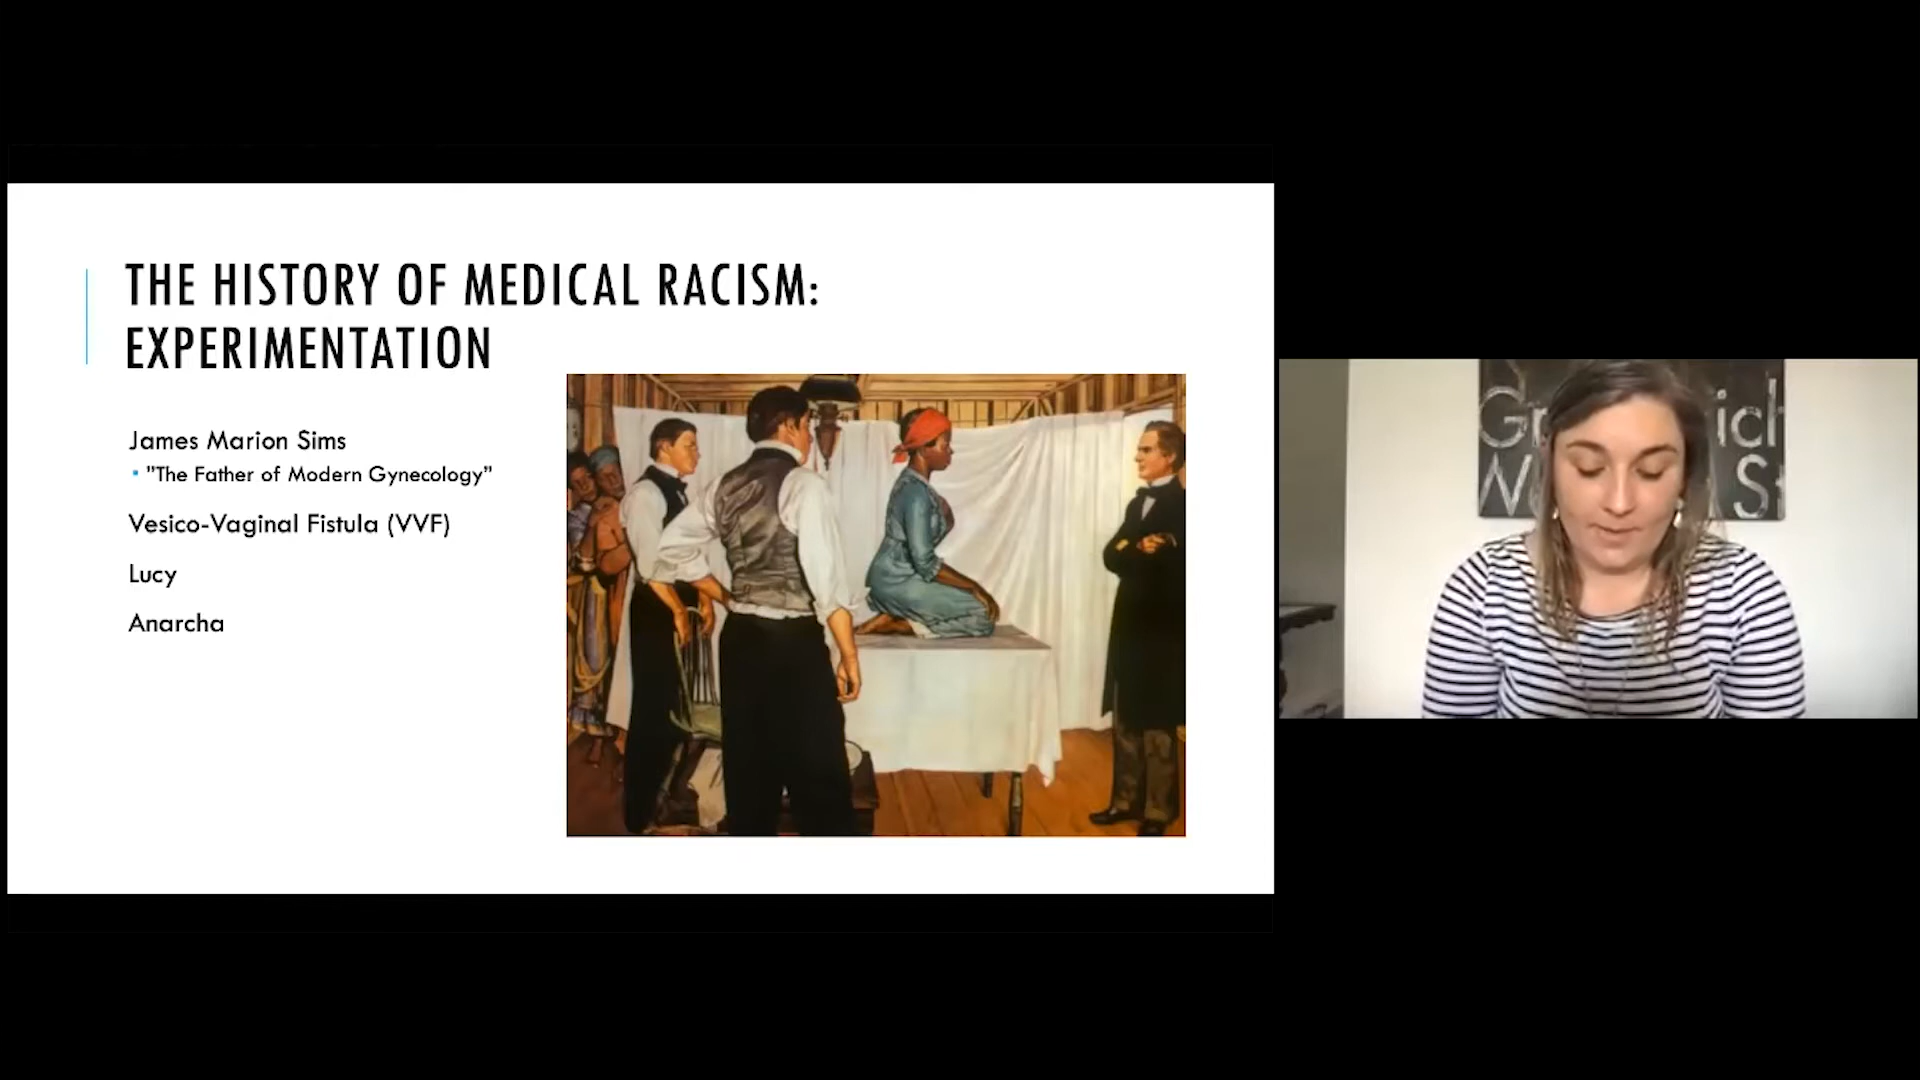 THE HISTORY OF MEDICAL RACISM:
EXPERIMENTATION
James Marion Sims
▪ "The Father of Modern Gynecology"
Vesico-Vaginal Fistula (VVF)
Lucy
Anarcha